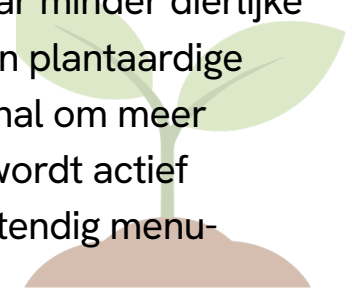 ar minder dierlijke
n plantaardige
nal om meer
wordt actief
tendig menu-